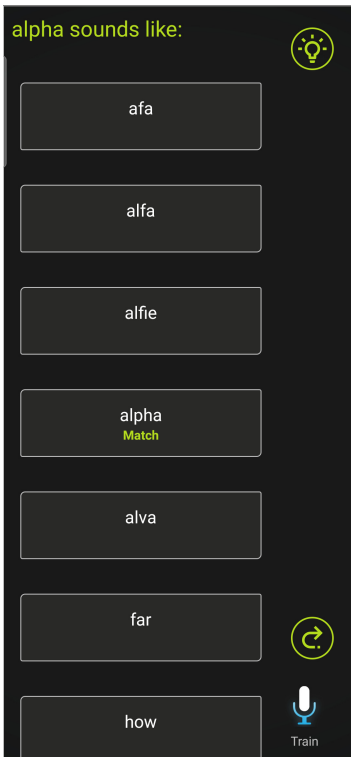 alpha sounds like:
afa
alfa
alfie
alpha
Match
alva
far
how
Train